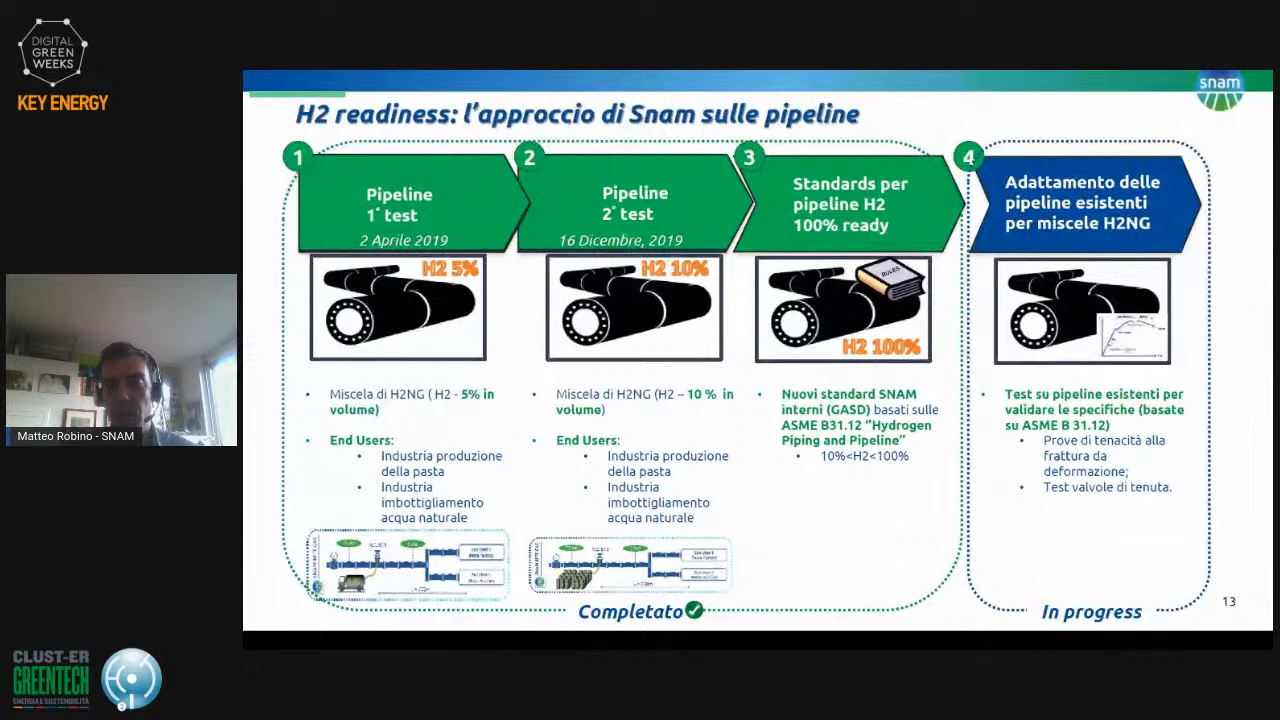 DIGITAL
GREEN
WEEKS
KEY ENERGY
snam
H2 readiness: l'approccio di Snam sulle pipeline
1
Pipeline
1° test
2 Aprile 2019
H2 5%
Miscela di H2NG ( H2 - 5% in
volume)
End Users:
Industria produzione
della pasta
Industria
imbottigliamento
acqua naturale
2
Pipeline
2° test
16 Dicembre, 2019
H2 10%
Miscela di H2NG (H2 – 10 % in
volume)
End Users:
Industria produzione
della pasta
Industria
imbottigliamento
acqua naturale
3
Standards per
pipeline H2
100% ready
RULES
H2 100%
Nuovi standard SNAM
interni (GASD) basati sulle
ASME B31.12 “Hydrogen
Piping and Pipeline”
10%<H2<100%
Completato
4
Adattamento delle
pipeline esistenti
per miscele H2NG
Test su pipeline esistenti per
validare le specifiche (basate
su ASME B 31.12)
Prove di tenacità alla
frattura da
deformazione;
Test valvole di tenuta.
In progress
13
Matteo Robino - SNAM
CLUST-ER
GREENTECH
ENERGIA E SOSTENIBILITÀ
2